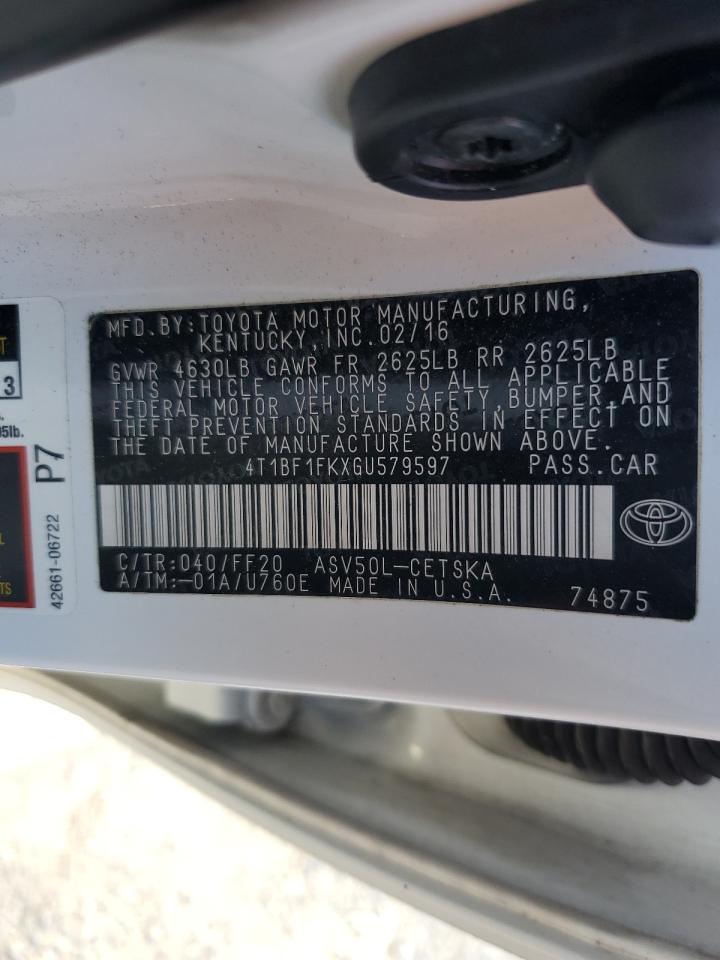 MFD.BY:TOYOTA MOTOR MANUFACTURING,
KENTUCKY,INC.02/16
GVWR 4630LB GAWR FR 2625LB RR 2625LB
THIS VEHICLE CONFORMS TO ALL APPLICABLE
FEDERAL MOTOR VEHICLE SAFETY,BUMPER,AND
THEFT PREVENTION STANDARDS IN EFFECT ON
THE DATE OF MANUFACTURE SHOWN ABOVE.
4T1BF1FKXGU579597 PASS.CAR
C/TR:040/FF20 ASV50L-CETSKA
A/TM:-01A/U760E MADE IN U.S.A. 74875
P7
42661-06722
3